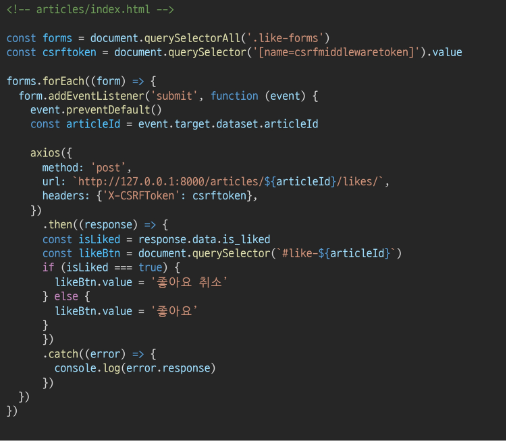 <!-- articles/index.html -->
const forms = document.querySelectorAll('.like-forms')
const csrftoken = document.querySelector('[name=csrfmiddlewaretoken]').value
forms.forEach((form) => {
form.addEventListener('submit', function (event) {
event.preventDefault()
const articleId = event.target.dataset.articleId
axios({
method: 'post',
url: `http://127.0.0.1:8000/articles/${articleId}/likes/`,
headers: {'X-CSRFToken': csrftoken},
})
.then((response) => {
const isLiked = response.data.is_liked
const likeBtn = document.querySelector(`#like-${articleId}`)
if (isLiked === true) {
likeBtn.value = '좋아요 취소'
} else {
likeBtn.value = '좋아요'
}
})
.catch((error) => {
console.log(error.response)
})
})
})